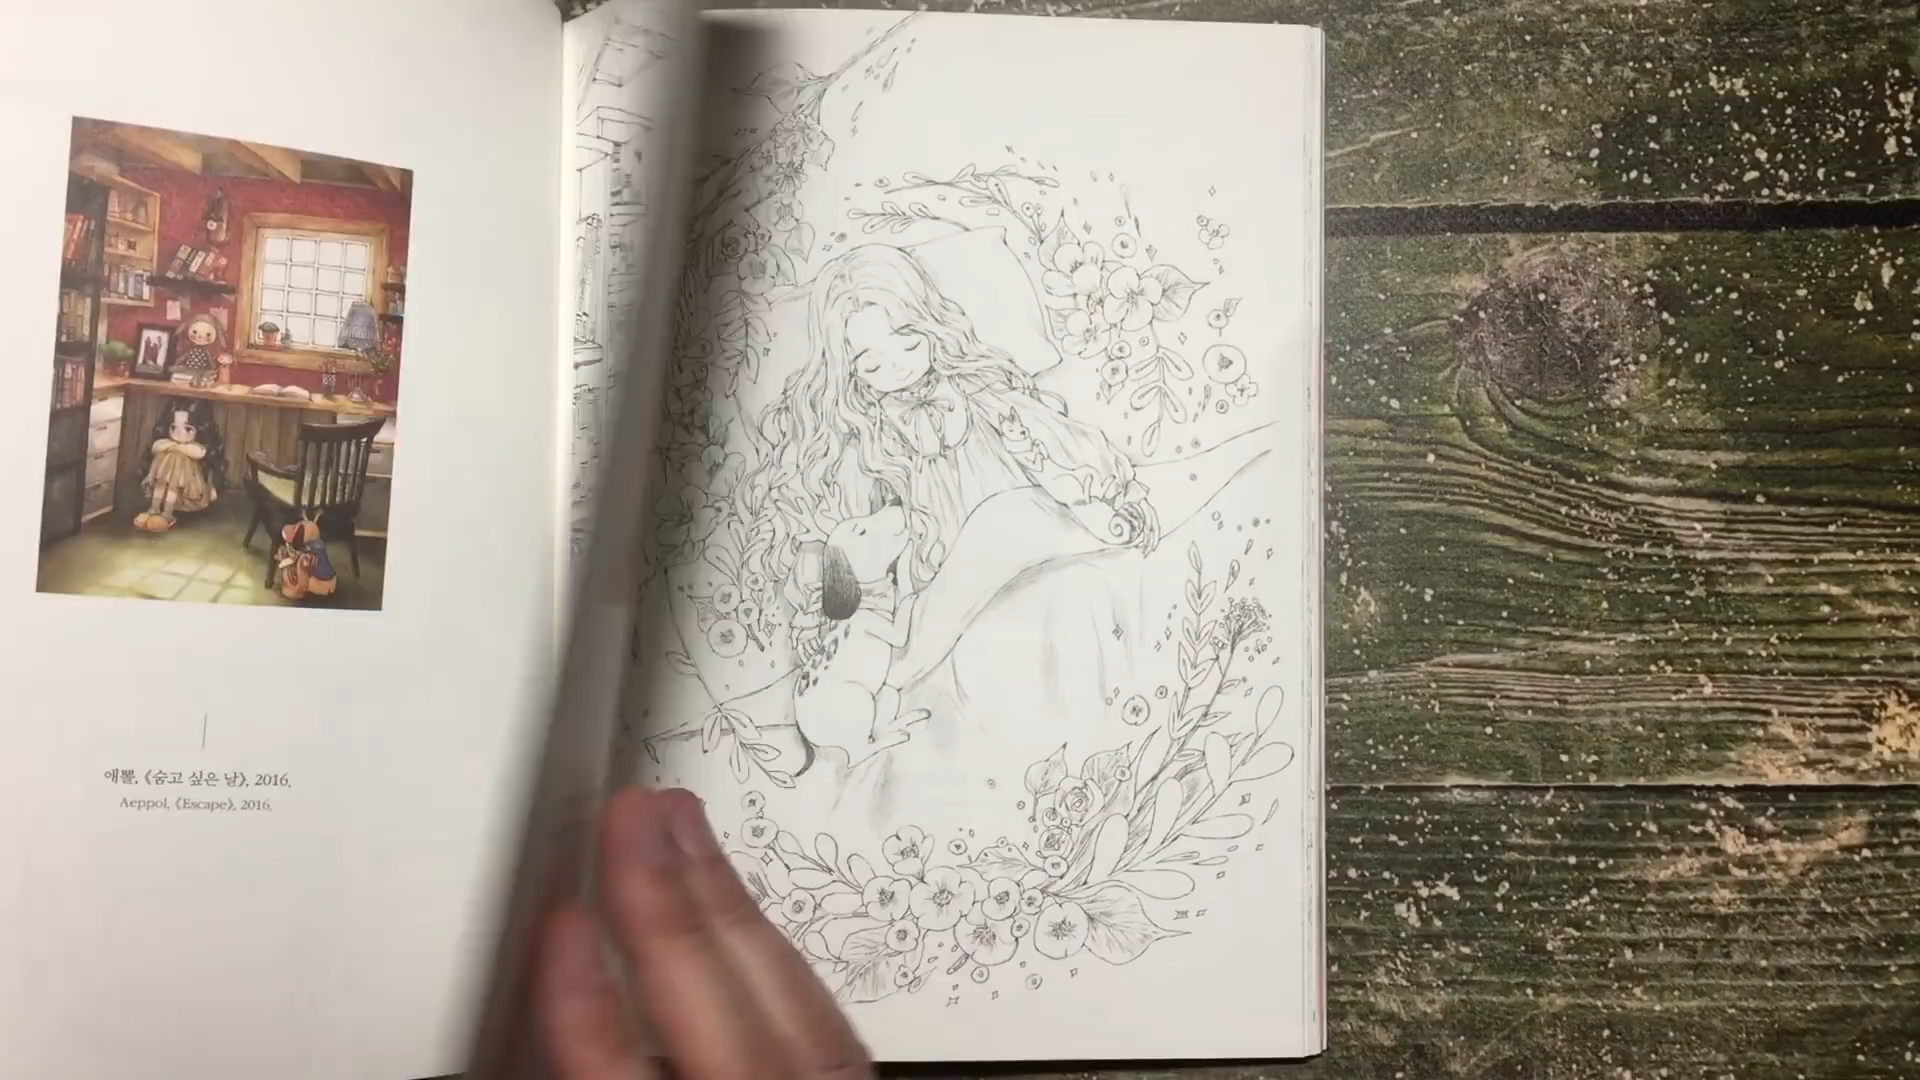 애뽈, 《숨고 싶은 날》, 2016.
Aeppol, 《Escape》, 2016.